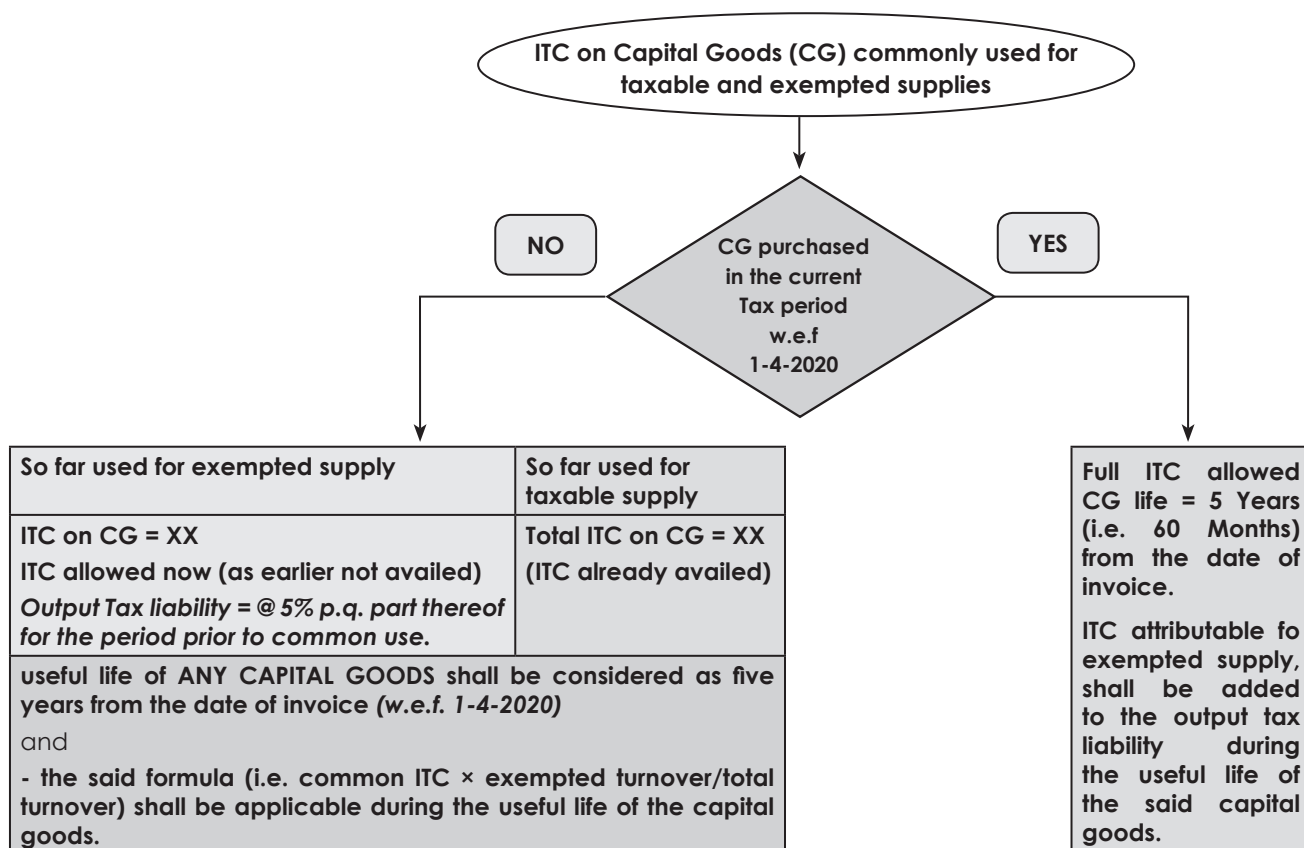 ITC on Capital Goods (CG) commonly used for
taxable and exempted supplies
NO
CG purchased
in the current
Tax period
w.e.f
1-4-2020
YES
So far used for exempted supply
So far used for
taxable supply
ITC on CG = XX
ITC allowed now (as earlier not availed)
Output Tax liability = @ 5% p.q. part thereof
for the period prior to common use.
Total ITC on CG = XX
(ITC already availed)
useful life of ANY CAPITAL GOODS shall be considered as five
years from the date of invoice (w.e.f. 1-4-2020)
and
- the said formula (i.e. common ITC × exempted turnover/total
turnover) shall be applicable during the useful life of the capital
goods.
Full ITC allowed
CG life = 5 Years
(i.e. 60 Months)
from the date of
invoice.
ITC attributable fo
exempted supply,
shall be added
to the output tax
liability during
the useful life of
the said capital
goods.